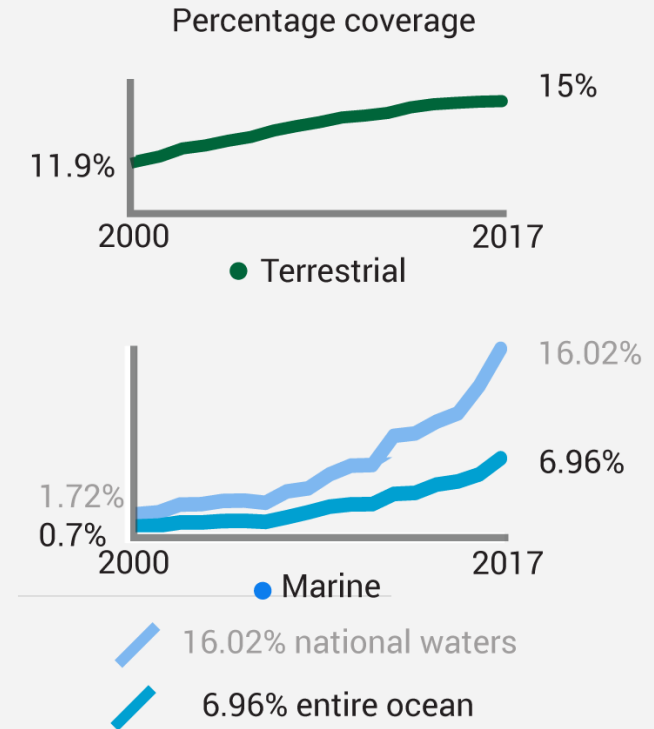 Percentage coverage
15%
11.9%
2000
2017
Terrestrial
16.02%
6.96%
1.72%
0.7%
2000
2017
Marine
16.02% national waters
6.96% entire ocean